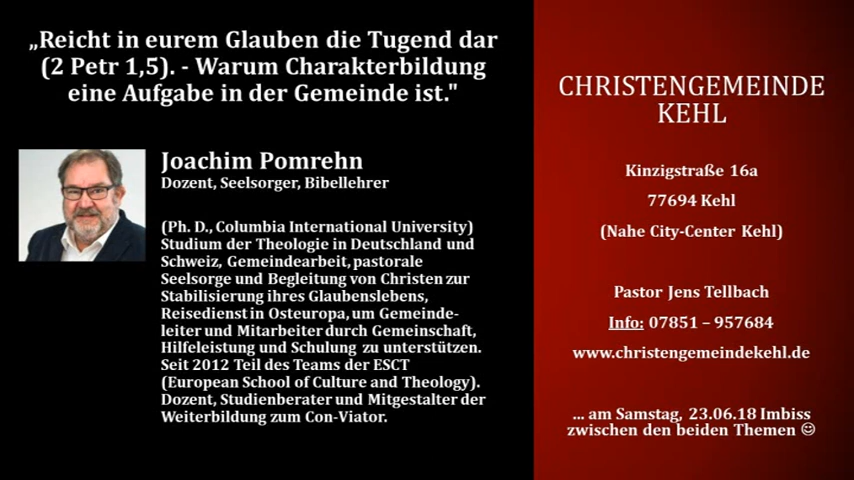 „Reicht in eurem Glauben die Tugend dar
(2 Petr 1,5). - Warum Charakterbildung
eine Aufgabe in der Gemeinde ist."
Joachim Pomrehn
Dozent, Seelsorger, Bibellehrer
(Ph. D., Columbia International University)
Studium der Theologie in Deutschland und
Schweiz, Gemeindearbeit, pastorale
Seelsorge und Begleitung von Christen zur
Stabilisierung ihres Glaubenslebens,
Reisedienst in Osteuropa, um Gemeinde-
leiter und Mitarbeiter durch Gemeinschaft,
Hilfeleistung und Schulung zu unterstützen.
Seit 2012 Teil des Teams der ESCT
(European School of Culture and Theology).
Dozent, Studienberater und Mitgestalter der
Weiterbildung zum Con-Viator.
CHRISTENGEMEINDE
KEHL
Kinzigstraße 16a
77694 Kehl
(Nahe City-Center Kehl)
Pastor Jens Tellbach
Info: 07851 – 957684
www.christengemeindekehl.de
... am Samstag, 23.06.18 Imbiss
zwischen den beiden Themen ☺